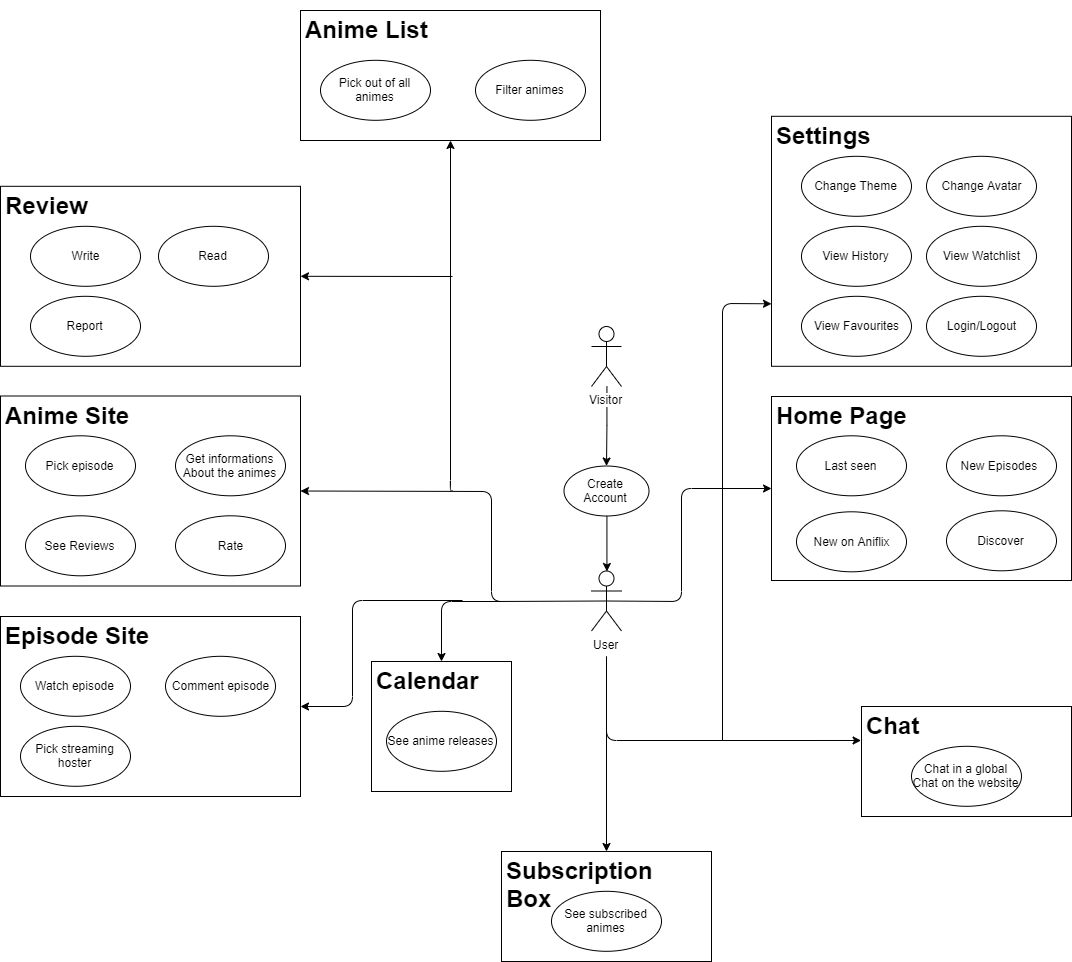 Anime List
Pick out of all
animes
Filter animes
Settings
Change Theme
Change Avatar
View History
View Watchlist
View Favourites
Login/Logout
Review
Write
Read
Report
Visitor
Create
Account
User
Anime Site
Pick episode
Get informations
About the animes
See Reviews
Rate
Home Page
Last seen
New Episodes
New on Aniflix
Discover
Episode Site
Watch episode
Comment episode
Pick streaming
hoster
Calendar
See anime releases
Chat
Chat in a global
Chat on the website
Subscription
Box
See subscribed
animes